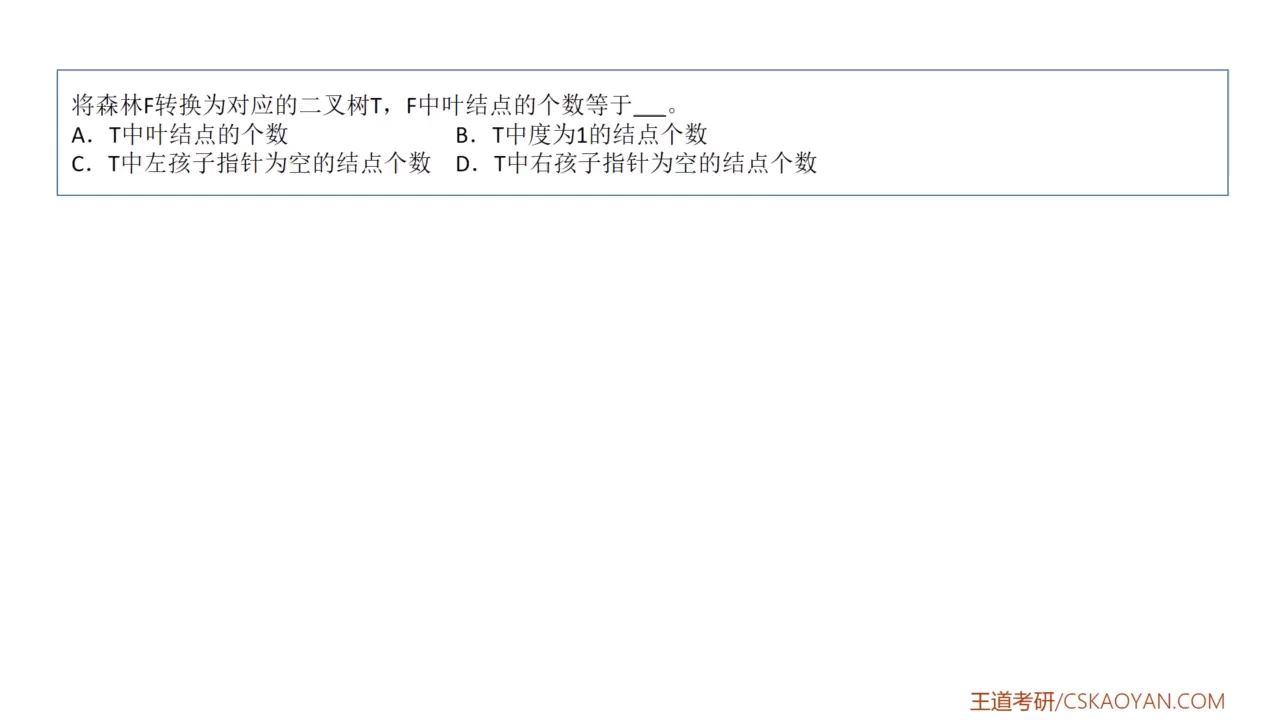 将森林F转换为对应的二叉树T，F中叶结点的个数等于___。
A．T中叶结点的个数 B．T中度为1的结点个数
C．T中左孩子指针为空的结点个数 D．T中右孩子指针为空的结点个数
王道考研/CSKAOYAN.COM